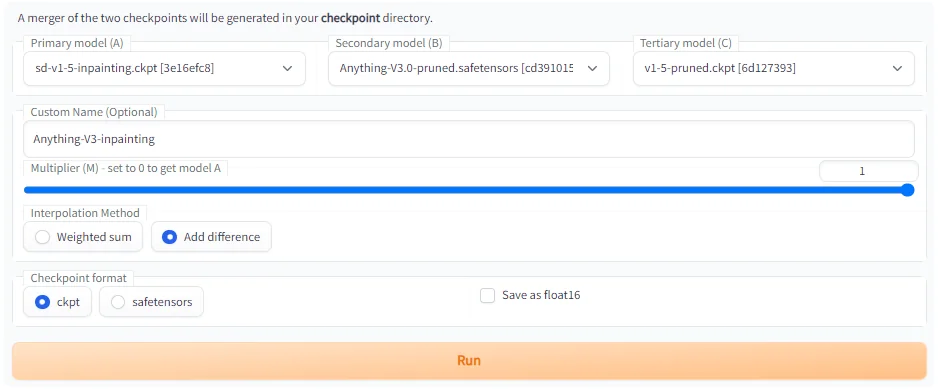 A merger of the two checkpoints will be generated in your checkpoint directory.
Primary model (A)
Secondary model (B)
Tertiary model (C)
sd-v1-5-inpainting.ckpt [3e16efc8]
Anything-V3.0-pruned.safetensors [cd391015
v1-5-pruned.ckpt [6d127393]
Custom Name (Optional)
Anything-V3-inpainting
Multiplier (M) - set to 0 to get model A
1
Interpolation Method
Weighted sum
Add difference
Checkpoint format
ckpt
safetensors
Save as float16
Run